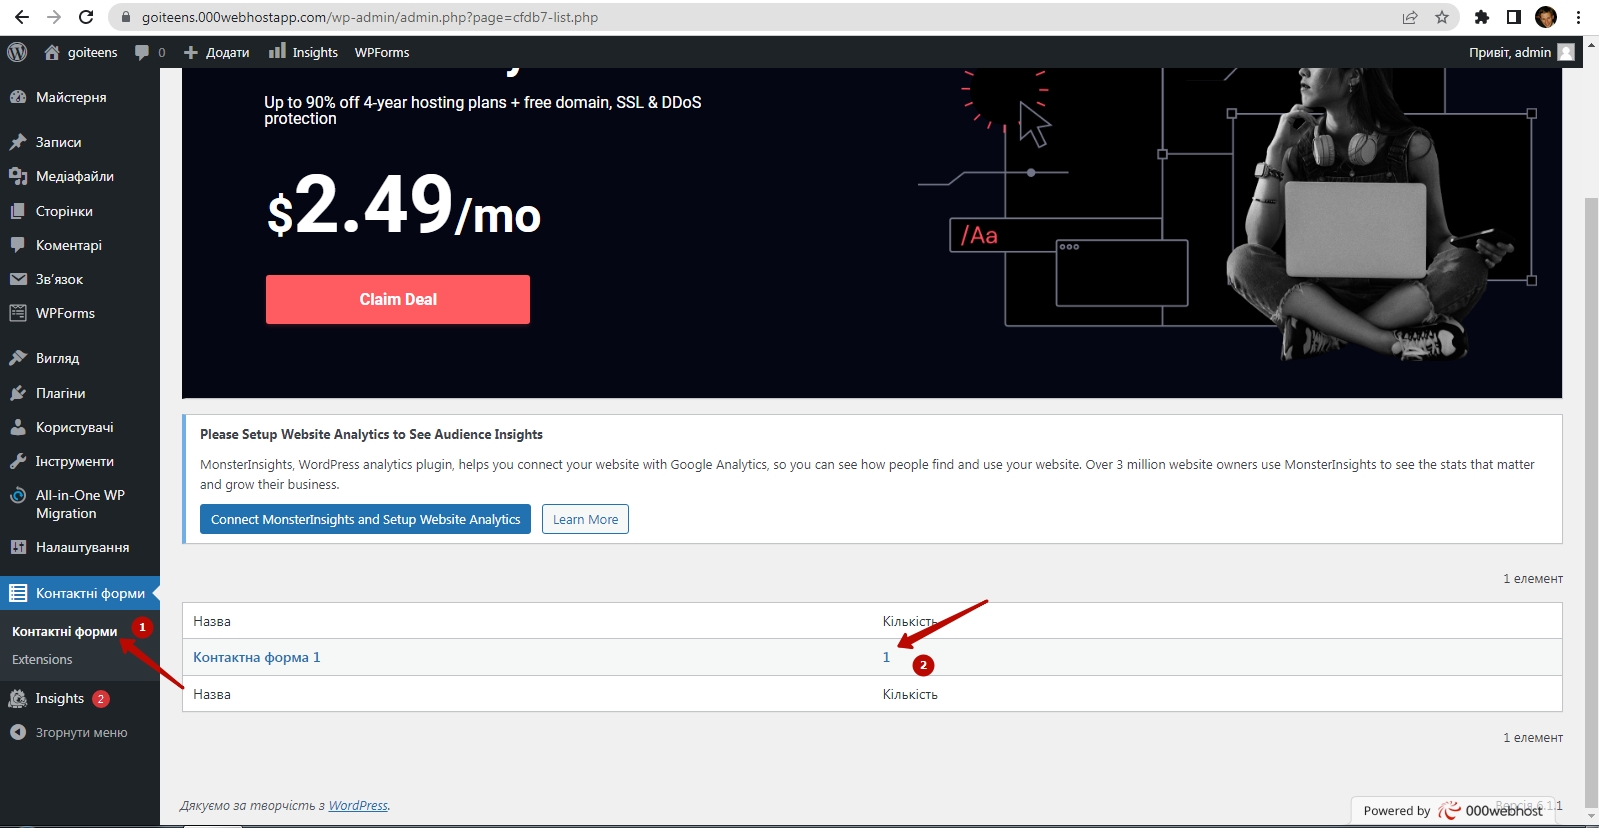 goiteens.000webhostapp.com/wp-admin/admin.php?page=cfdb7-list.php
goiteens 0 Додати Insights WPForms Привіт, admin
Майстерня
Записи
Медіафайли
Сторінки
Коментарі
Зв’язок
WPForms
Вигляд
Плагіни
Користувачі
Інструменти
All-in-One WP
Migration
Налаштування
Контактні форми
Контактні форми 1
Extensions
Insights 2
Згорнути меню
Up to 90% off 4-year hosting plans + free domain, SSL & DDoS
protection
$2.49/mo
Claim Deal
/Aa
Please Setup Website Analytics to See Audience Insights
MonsterInsights, WordPress analytics plugin, helps you connect your website with Google Analytics, so you can see how people find and use your website. Over 3 million website owners use MonsterInsights to see the stats that matter
and grow their business.
Connect MonsterInsights and Setup Website Analytics Learn More
1 елемент
Назва Кількість
Контактна форма 1 1
2
Назва Кількість
1 елемент
Дякуємо за творчість з WordPress.
Версія 6.1.1
Powered by 000webhost